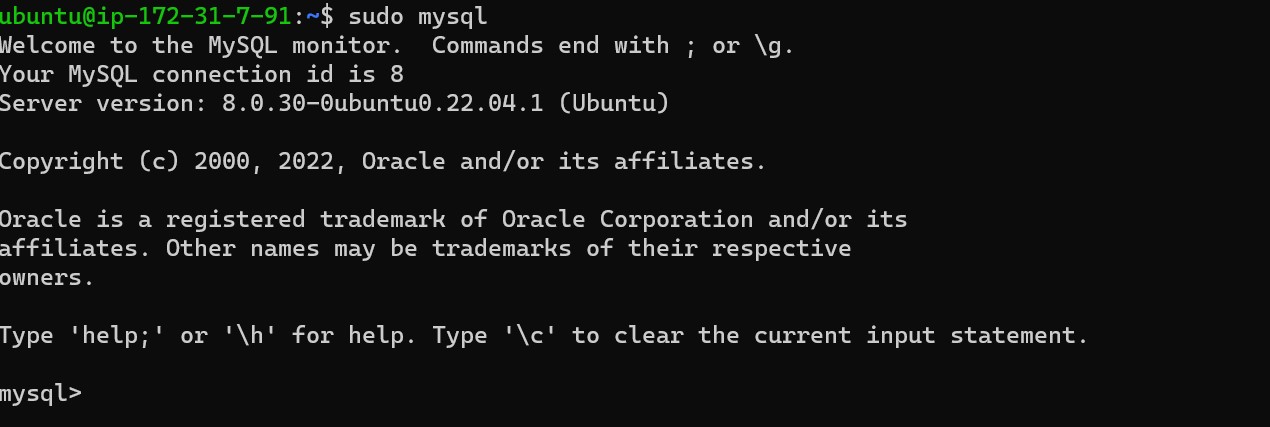 ubuntu@ip-172-31-7-91:~$ sudo mysql
Welcome to the MySQL monitor.  Commands end with ; or \g.
Your MySQL connection id is 8
Server version: 8.0.30-0ubuntu0.22.04.1 (Ubuntu)

Copyright (c) 2000, 2022, Oracle and/or its affiliates.

Oracle is a registered trademark of Oracle Corporation and/or its
affiliates. Other names may be trademarks of their respective
owners.

Type 'help;' or '\h' for help. Type '\c' to clear the current input statement.

mysql>